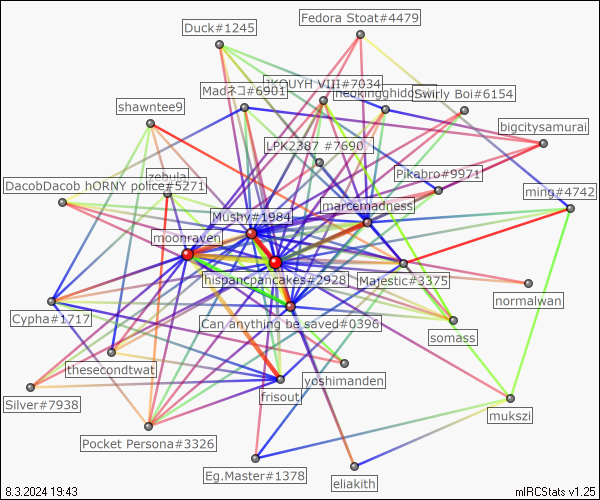 Fedora Stoat#4479
Duck#1245
JKOUYH VIII#7034
Madネコ#6901
Swirly Boi#6154
shawntee9
bigcitysamurai
LPK2387 #7690
zebula
Pikabro#9971
DacobDacob hORNY police#5271
ming#4742
marcemadness
Mushy#1984
moonraven
hispancpancakes#2928
Majestic#3375
normalwan
Cypha#1717
Can anything be saved#0396
somass
thesecondtwat
yoshimanden
frisout
Silver#7938
mukszi
Pocket Persona#3326
Eg.Master#1378
eliakith
8.3.2024 19:43
mIRCStats v1.25